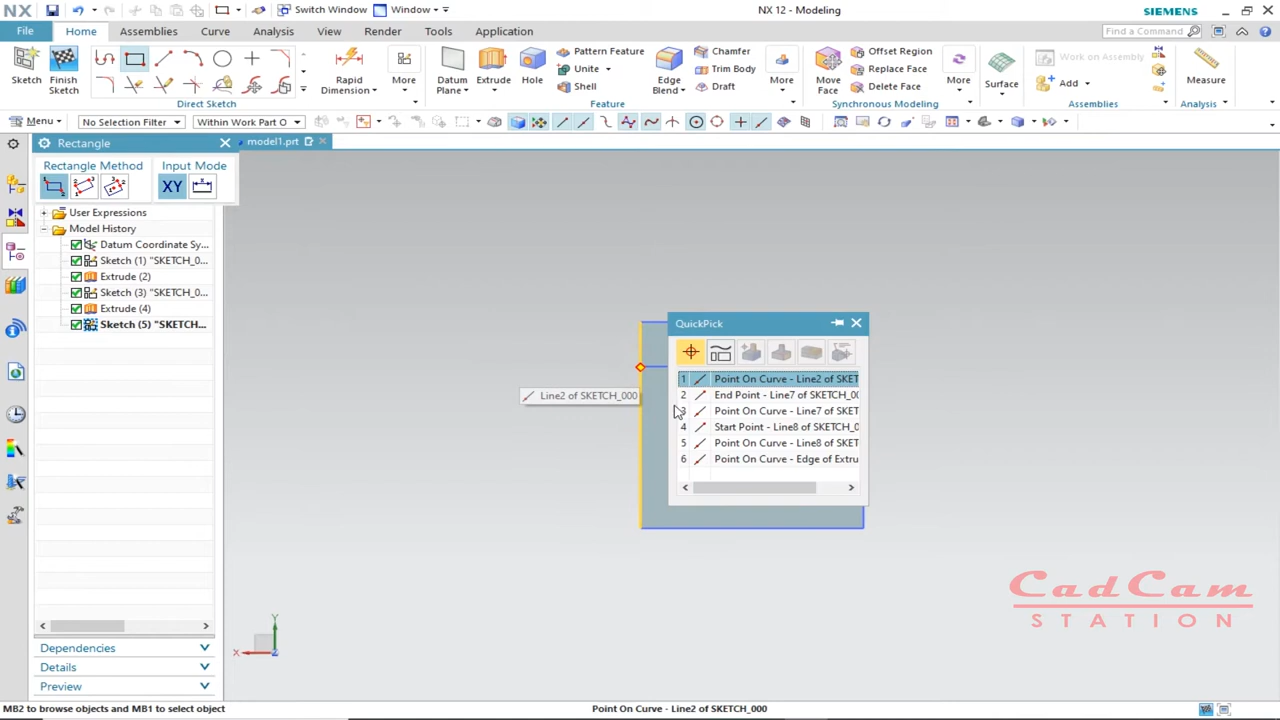 NX
Switch Window
Window
NX 12 - Modeling
SIEMENS
File
Home
Assemblies
Curve
Analysis
View
Render
Tools
Application
Find a Command
Sketch
Finish
Sketch
Rapid
Dimension
More
Datum
Plane
Extrude
Hole
Pattern Feature
Unite
Shell
Edge
Blend
Chamfer
Trim Body
Draft
More
Move
Face
Offset Region
Replace Face
Delete Face
More
Surface
Work on Assembly
Add
Measure
Direct Sketch
Feature
Synchronous Modeling
Assemblies
Analysis
Menu
No Selection Filter
Within Work Part O
Rectangle
model1.prt
Rectangle Method
Input Mode
XY
User Expressions
Model History
Datum Coordinate Sy...
Sketch (1) "SKETCH_0...
Extrude (2)
Sketch (3) "SKETCH_0...
Extrude (4)
Sketch (5) "SKETCH...
QuickPick
1 Point On Curve - Line2 of SKET
2 End Point - Line7 of SKETCH_00
3 Point On Curve - Line7 of SKET
4 Start Point - Line8 of SKETCH_0
5 Point On Curve - Line8 of SKET
6 Point On Curve - Edge of Extru
Line2 of SKETCH_000
CadCam
STATION
Y
X
Z
Dependencies
Details
Preview
MB2 to browse objects and MB1 to select object
Point On Curve - Line2 of SKETCH_000